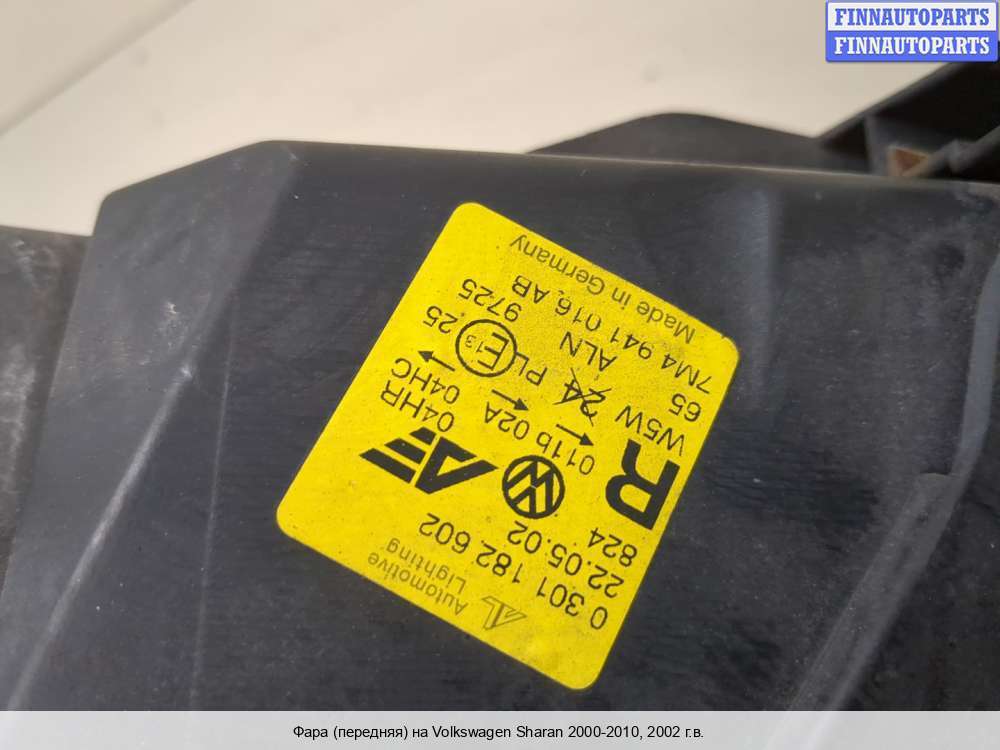 FINNAUTOPARTS
FINNAUTOPARTS
Automotive
Lighting
0 301 182 602
22.05.02
824
R
04HR
04HC
011b 02A
W5W 24 PL
E13 25
65 ALN 9725
7M4 941 016 AB
Made in Germany
Фара (передняя) на Volkswagen Sharan 2000-2010, 2002 г.в.